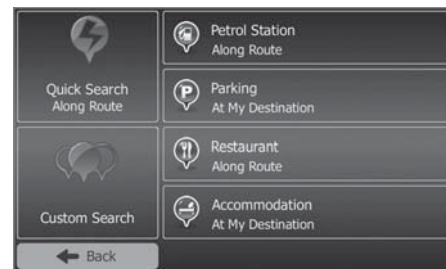 Quick Search
Along Route
Custom Search
Back
Petrol Station
Along Route
P
Parking
At My Destination
Restaurant
Along Route
Accommodation
At My Destination